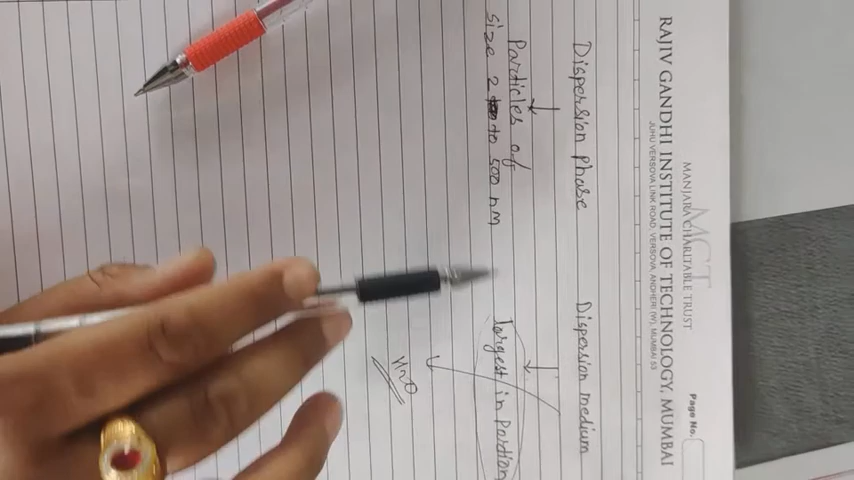 MCT
MANJARA CHARITABLE TRUST
RAJIV GANDHI INSTITUTE OF TECHNOLOGY, MUMBAI
JUHU VERSOVA LINK ROAD, VERSOVA, ANDHERI (W), MUMBAI 53
Page No.
Dispersion Phase
Dispersion medium
Particles of
size 2 to 500 nm
largest in Portion